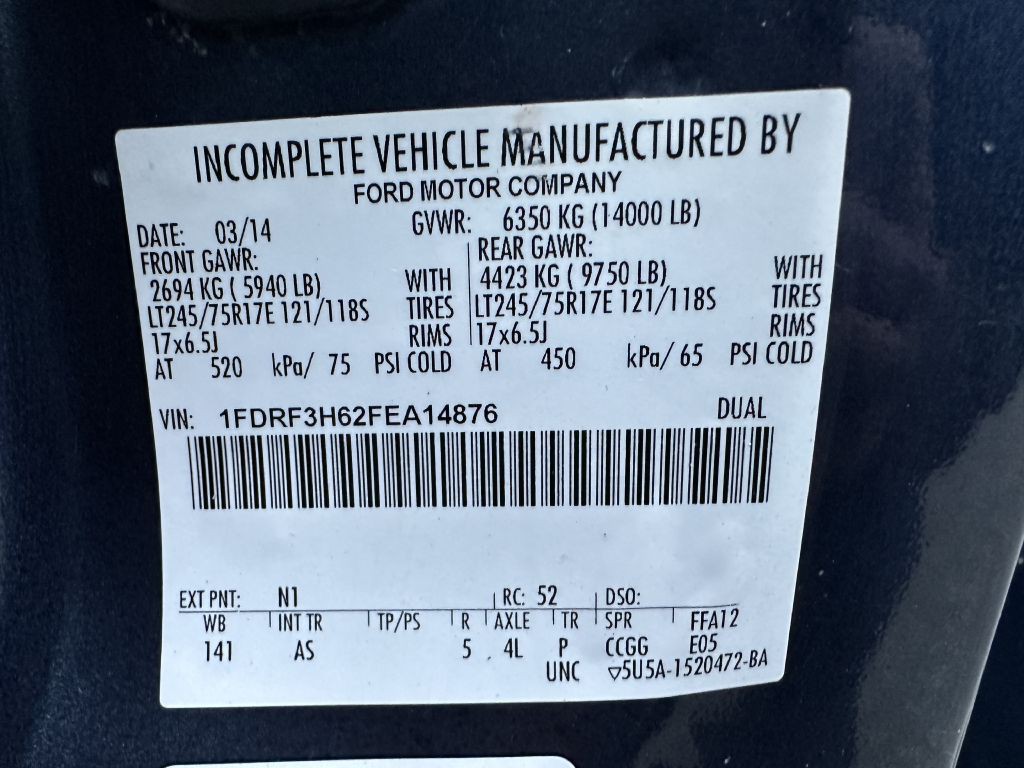 INCOMPLETE VEHICLE MANUFACTURED BY
FORD MOTOR COMPANY
DATE: 03/14 GVWR: 6350 KG (14000 LB)
FRONT GAWR: REAR GAWR:
2694 KG ( 5940 LB) WITH 4423 KG ( 9750 LB) WITH
LT245/75R17E 121/118S TIRES LT245/75R17E 121/118S TIRES
17x6.5J RIMS 17x6.5J RIMS
AT 520 kPa/ 75 PSI COLD AT 450 kPa/ 65 PSI COLD
VIN: 1FDRF3H62FEA14876 DUAL
EXT PNT: N1 RC: 52 DSO:
WB INT TR TP/PS R AXLE TR SPR FFA12
141 AS 5 4L P CCGG E05
UNC ▽5U5A-1520472-BA